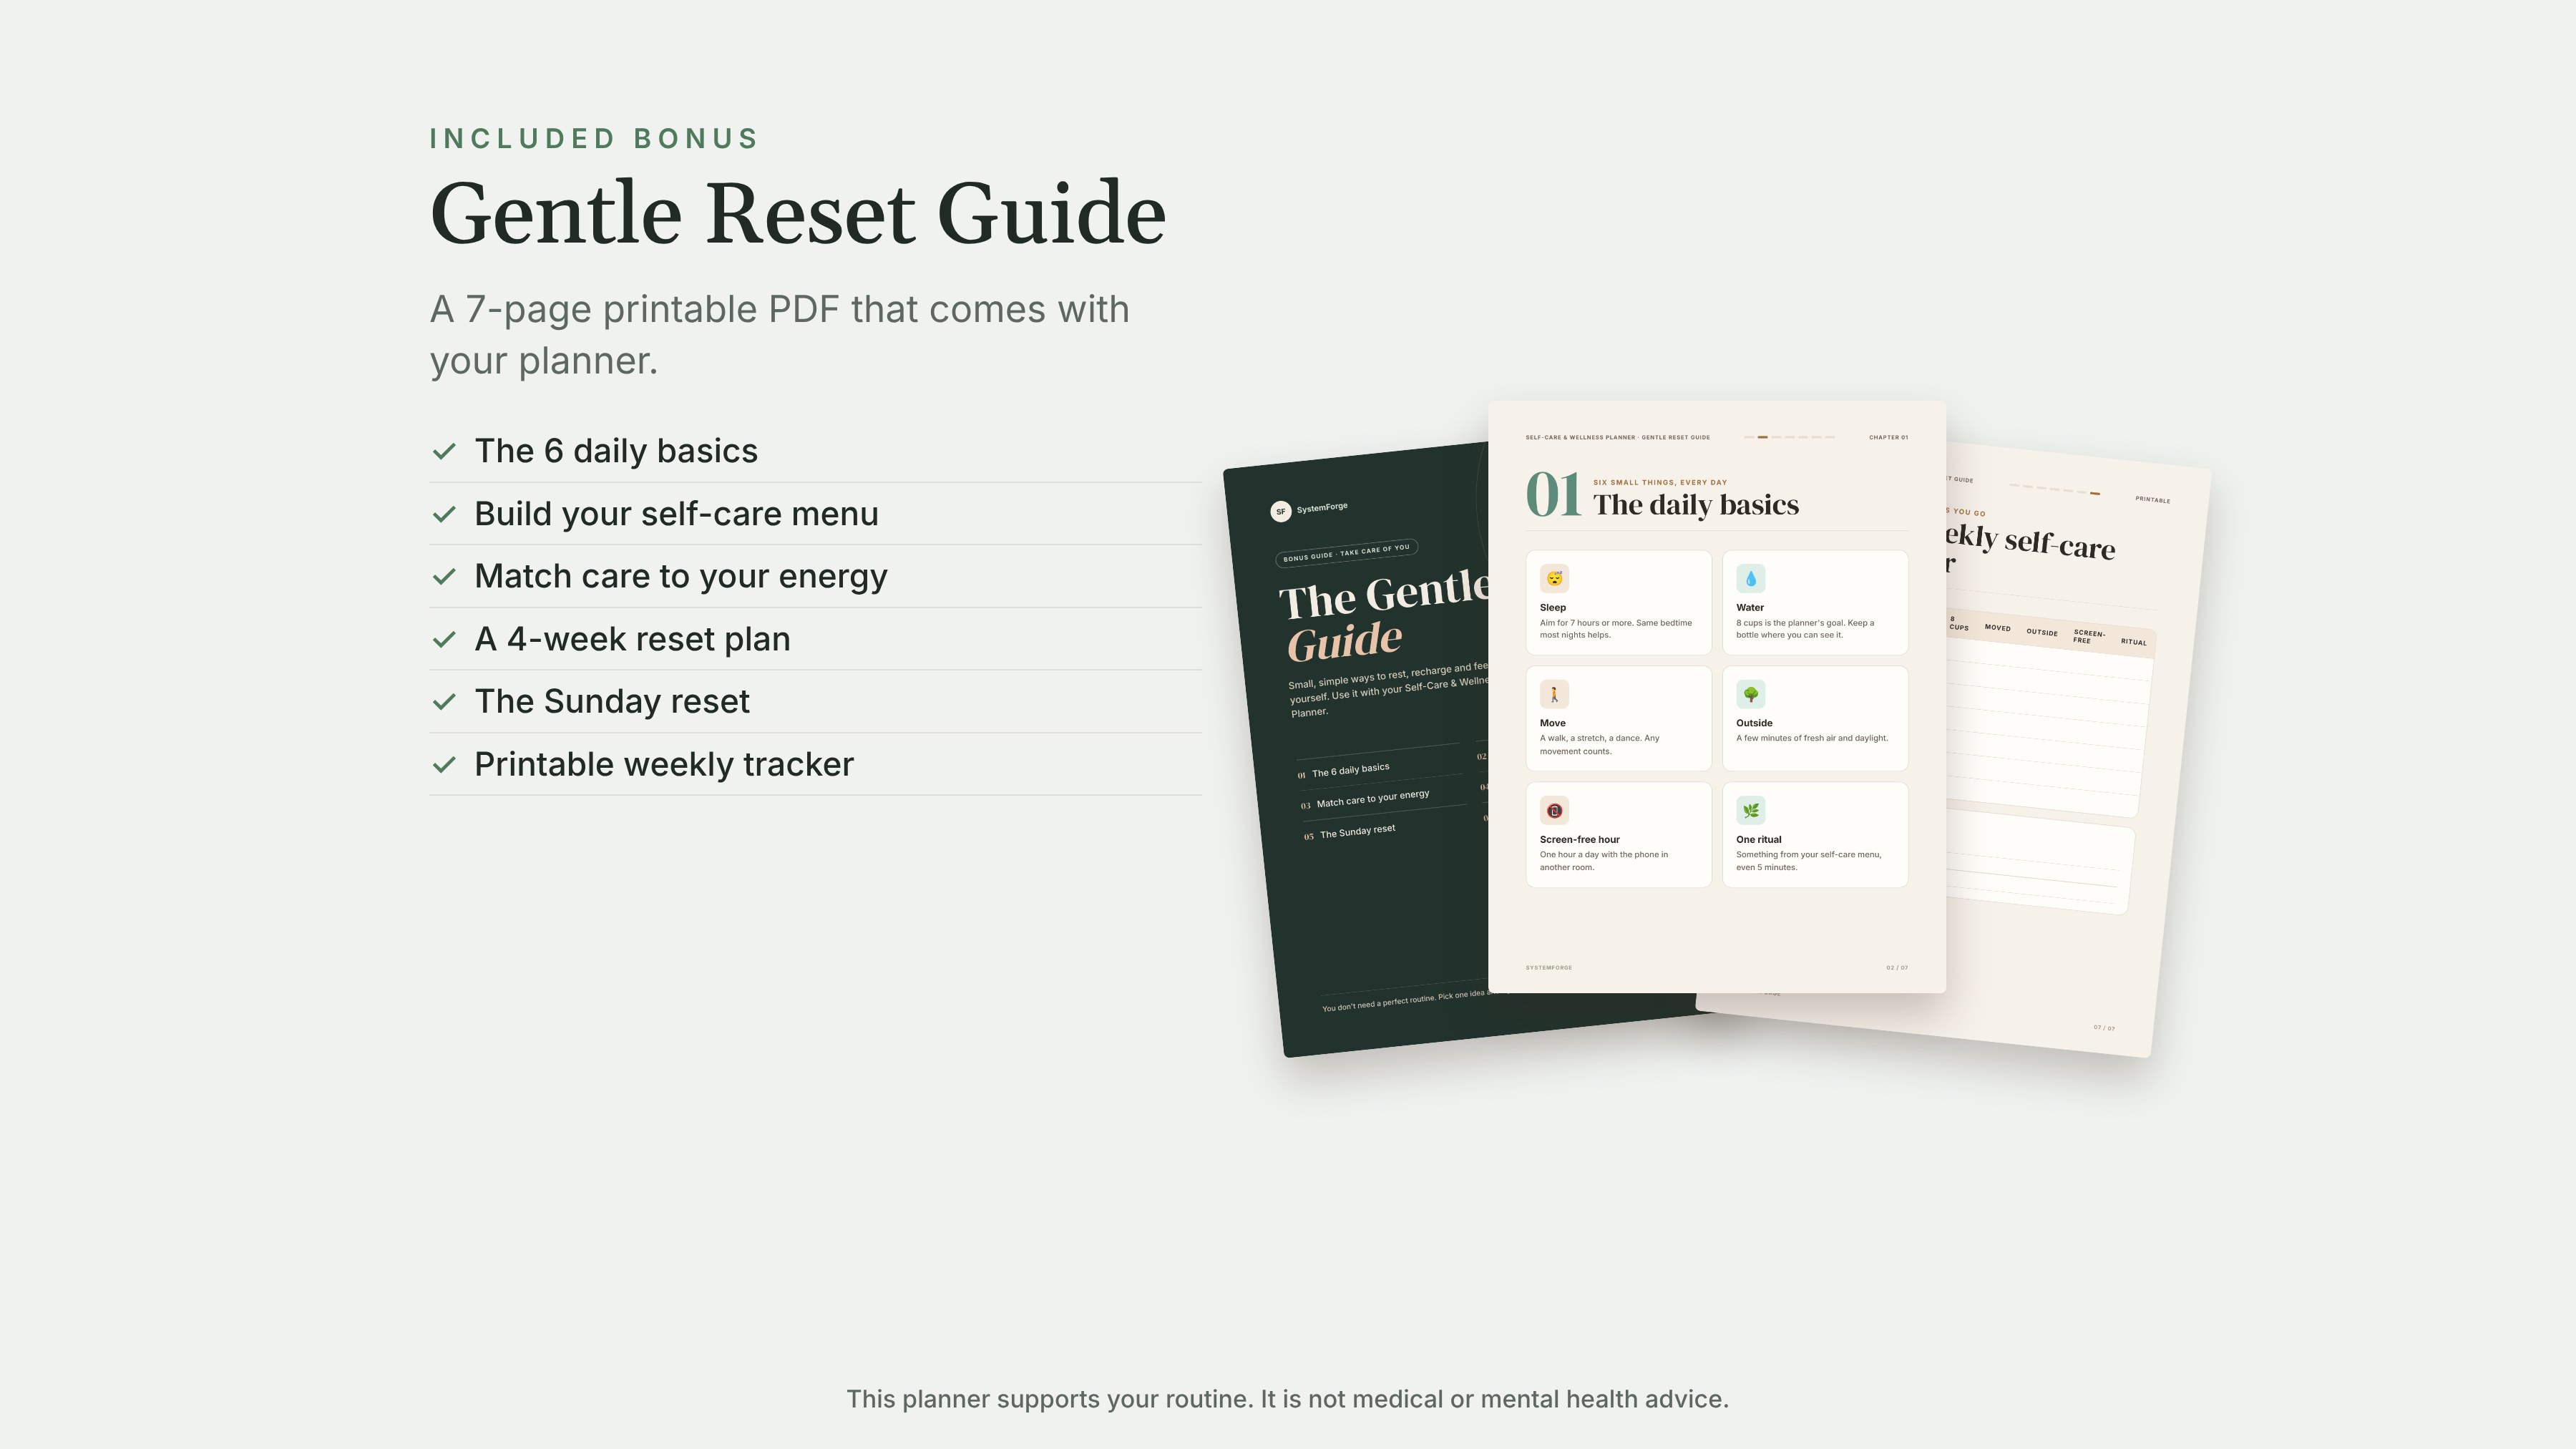 INCLUDED BONUS
Gentle Reset Guide
A 7-page printable PDF that comes with
your planner.
The 6 daily basics
Build your self-care menu
Match care to your energy
A 4-week reset plan
The Sunday reset
Printable weekly tracker
SF SystemForge
BONUS GUIDE · TAKE CARE OF YOU
The Gentle
Guide
Small, simple ways to rest, recharge and
yourself. Use it with your Self-Care &
Planner.
01 The 6 daily basics
02
03 Match care to your energy
05 The Sunday reset
You don't need a perfect routine. Pick one idea
SELF-CARE & WELLNESS PLANNER · GENTLE RESET GUIDE
CHAPTER 01
01
SIX SMALL THINGS, EVERY DAY
The daily basics
Sleep
Aim for 7 hours or more. Same bedtime
most nights helps.
Water
8 cups is the planner's goal. Keep a
bottle where you can see it.
Move
A walk, a stretch, a dance. Any
movement counts.
Outside
A few minutes of fresh air and daylight.
Screen-free hour
One hour a day with the phone in
another room.
One ritual
Something from your self-care menu,
even 5 minutes.
SYSTEMFORGE
02 / 07
GUIDE
PRINTABLE
YOU GO
self-care
8
CUPS
MOVED
OUTSIDE
SCREEN-
FREE
RITUAL
07 / 07
This planner supports your routine. It is not medical or mental health advice.